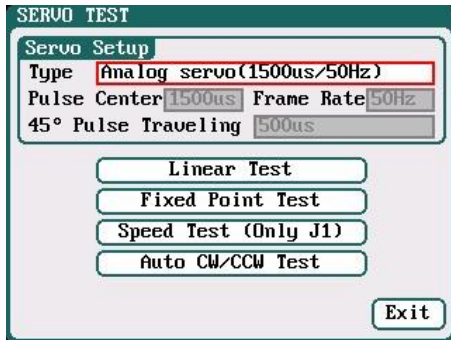 SERVO TEST
Servo Setup
Type Analog servo(1500us/50Hz)
Pulse Center 1500us Frame Rate 50Hz
45° Pulse Traveling 500us
Linear Test
Fixed Point Test
Speed Test (Only J1)
Auto CW/CCW Test
Exit